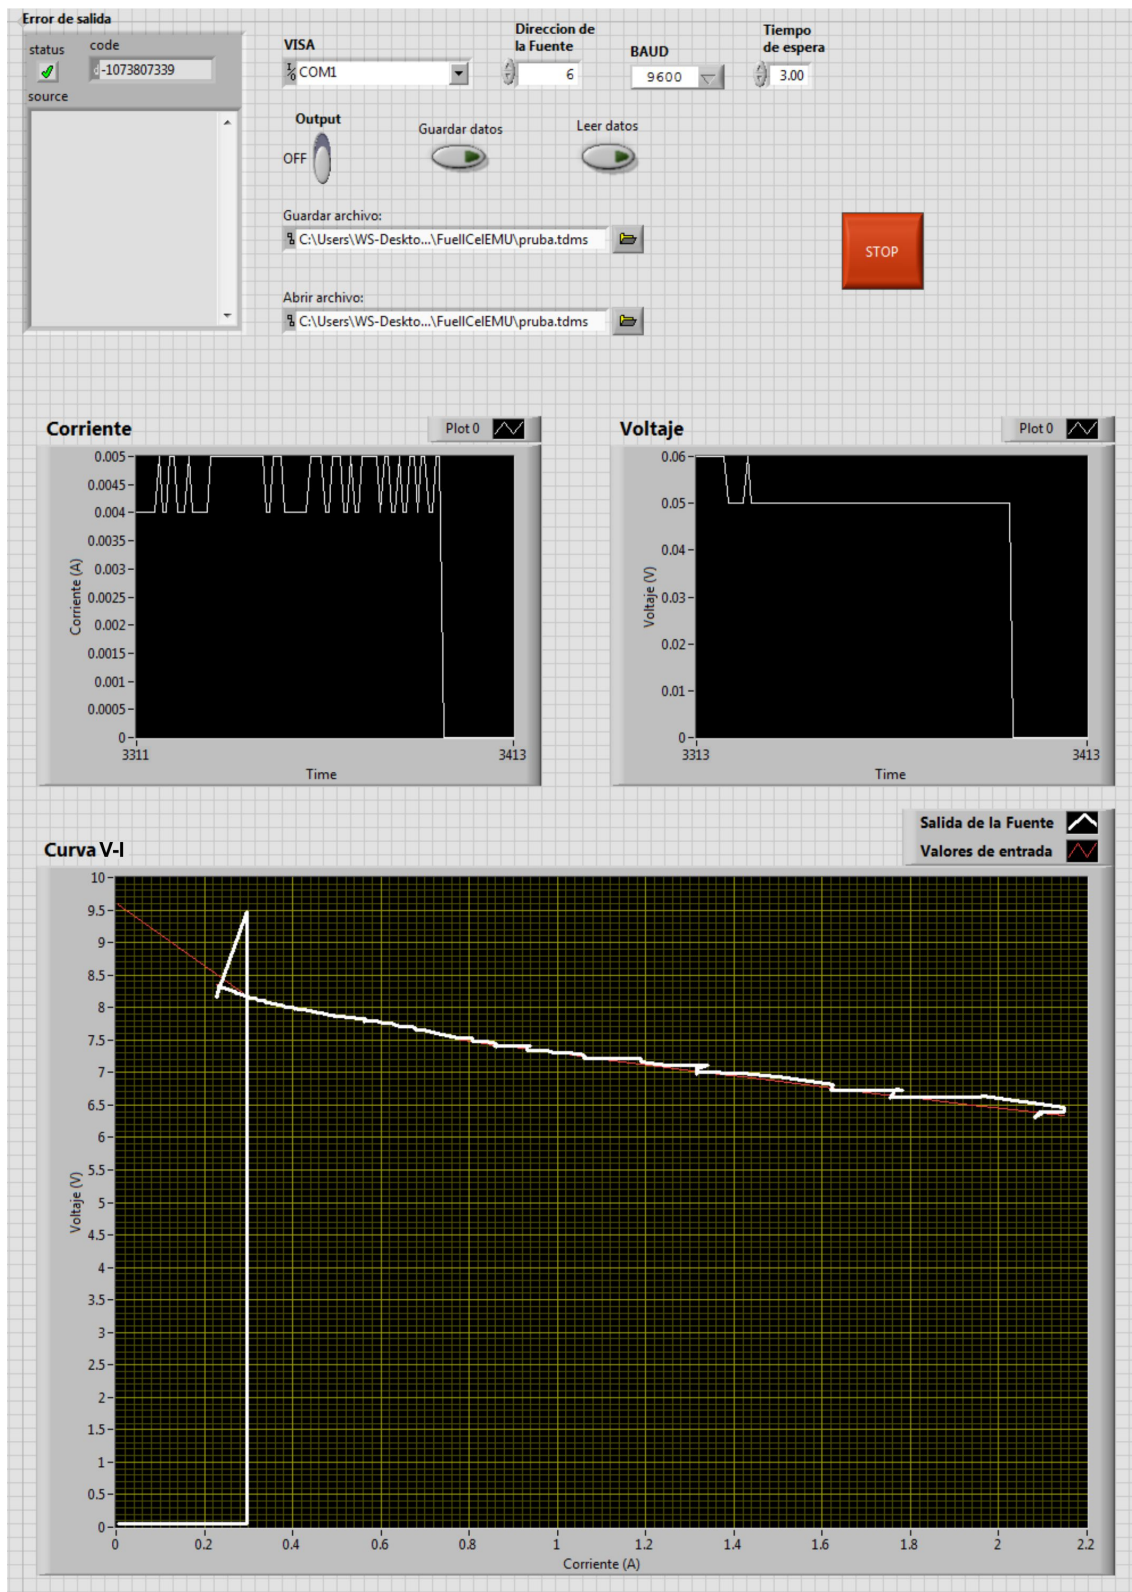 Error de salida
status
code
-1073807339
source
VISA
COM1
Direccion de
la Fuente
6
BAUD
9600
Tiempo
de espera
3.00
Output
OFF
Guardar datos
Leer datos
Guardar archivo:
C:\Users\WS-Deskto...\FuellCelEMU\pruba.tdms
Abrir archivo:
C:\Users\WS-Deskto...\FuellCelEMU\pruba.tdms
STOP
Corriente
Plot 0
0.005
0.0045
0.004
0.0035
0.003
0.0025
0.002
0.0015
0.001
0.0005
0
Corriente (A)
3311
3413
Time
Voltaje
Plot 0
0.06
0.05
0.04
0.03
0.02
0.01
0
Voltaje (V)
3313
3413
Time
Salida de la Fuente
Valores de entrada
Curva V-I
10
9.5
9
8.5
8
7.5
7
6.5
6
5.5
5
4.5
4
3.5
3
2.5
2
1.5
1
0.5
0
Voltaje (V)
0
0.2
0.4
0.6
0.8
1
1.2
1.4
1.6
1.8
2
2.2
Corriente (A)